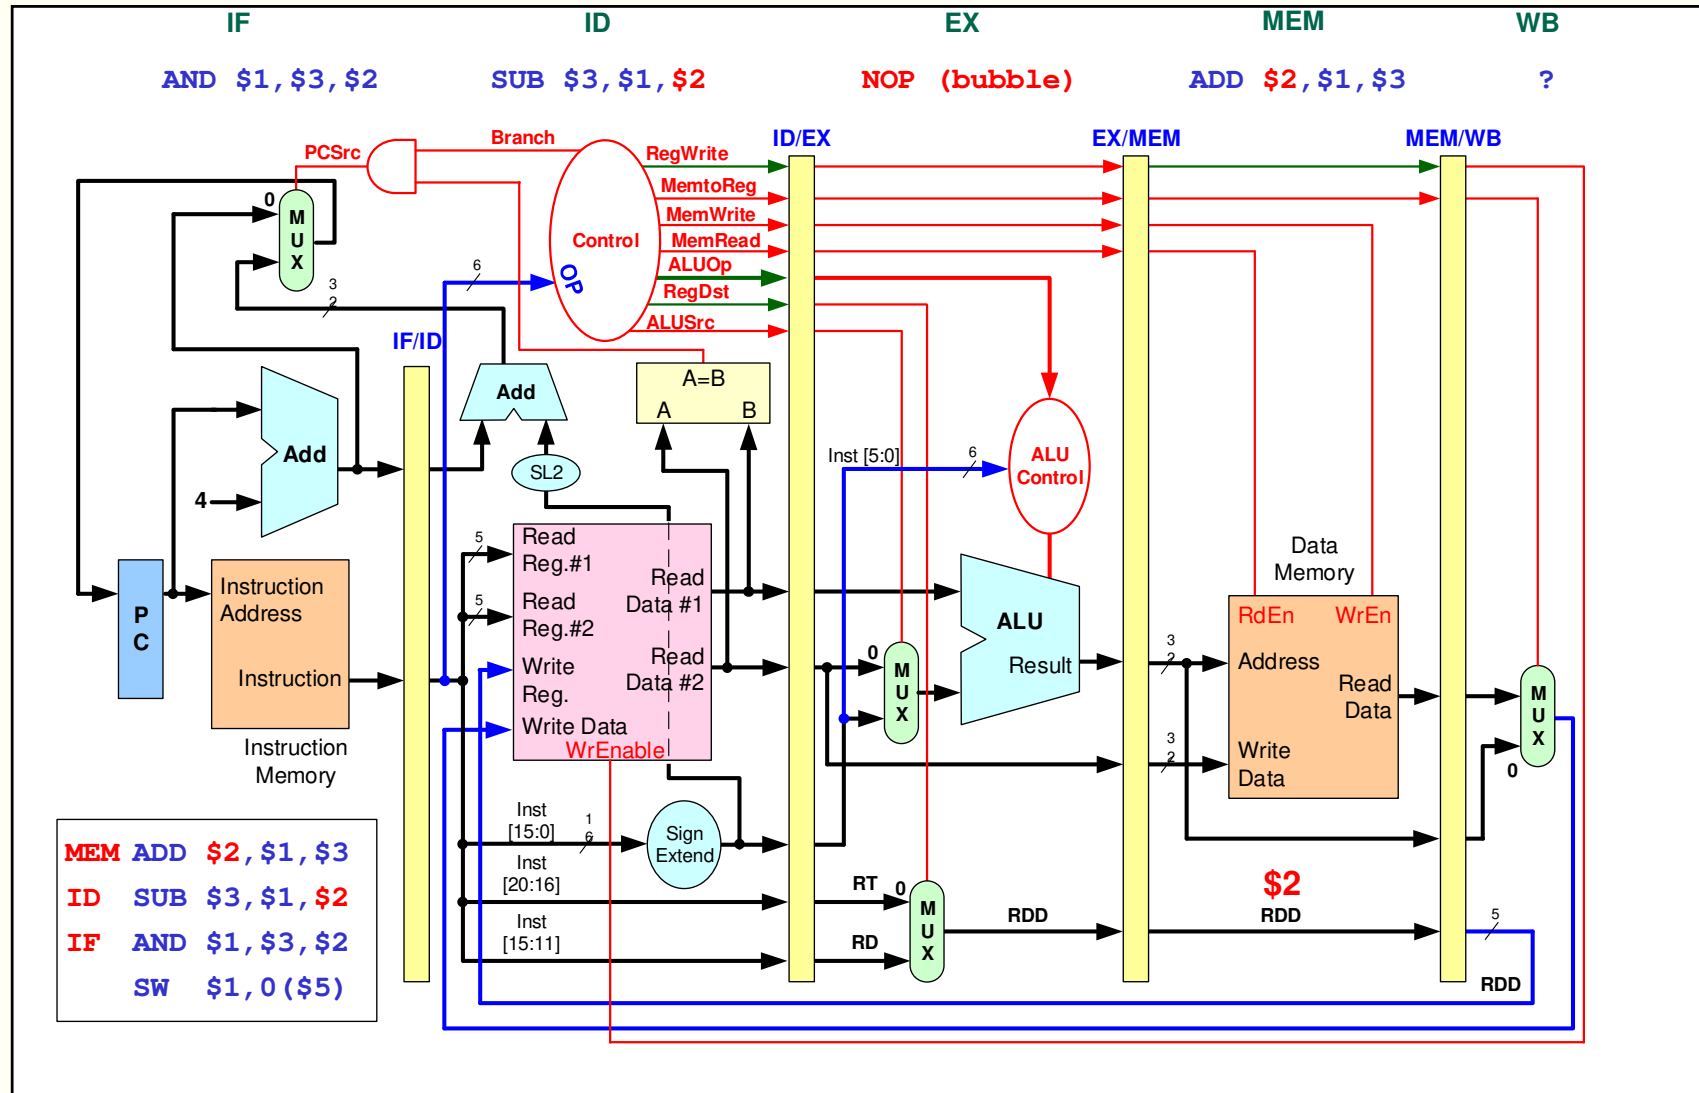 IF ID EX MEM WB
AND $1,$3,$2 SUB $3,$1,$2 NOP (bubble) ADD $2,$1,$3 ?
Branch
PCSrc
ID/EX
EX/MEM
MEM/WB
RegWrite
MemtoReg
MemWrite
MemRead
ALUOp
RegDst
ALUSrc
Control
OP
6
0
M
U
X
3
2
IF/ID
Add
4
Add
SL2
A=B
A B
Inst [5:0]
6
ALU
Control
P
C
Instruction
Address
Instruction
Instruction
Memory
5
Read
Reg.#1
5
Read
Reg.#2
Write
Reg.
Write Data
WrEnable
Read
Data #1
Read
Data #2
0
M
U
X
ALU
Result
3
2
3
2
Data
Memory
RdEn WrEn
Address
Read
Data
Write
Data
M
U
X
0
Inst
[15:0]
1
6
Sign
Extend
Inst
[20:16]
Inst
[15:11]
RT
RD
0
M
U
X
RDD
$2
RDD
5
RDD
MEM ADD $2,$1,$3
ID SUB $3,$1,$2
IF AND $1,$3,$2
SW $1,0($5)